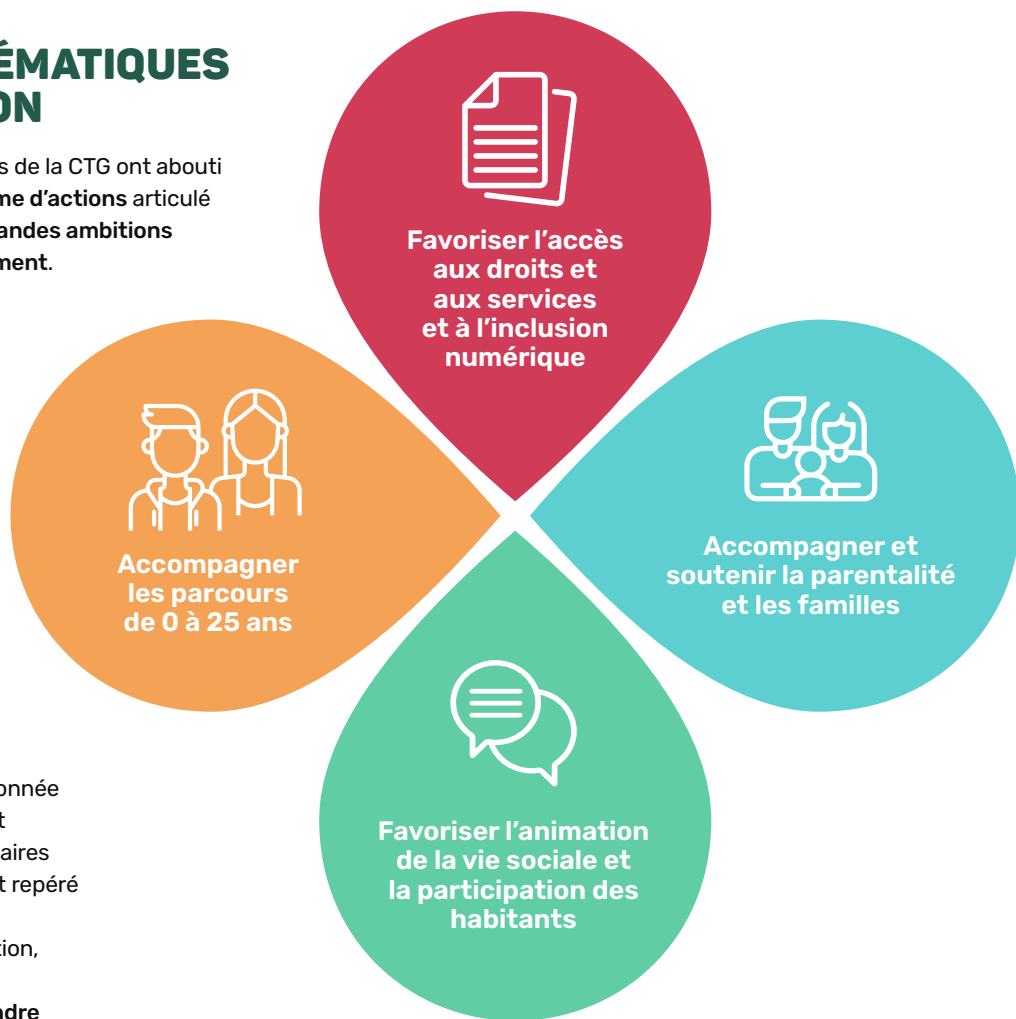 ÉMATIQUES
ON
s de la CTG ont abouti
me d’actions articulé
andes ambitions
ment.
Favoriser l’accès
aux droits et
aux services
et à l’inclusion
numérique
Accompagner
les parcours
de 0 à 25 ans
Accompagner et
soutenir la parentalité
et les familles
Favoriser l’animation
de la vie sociale et
la participation des
habitants
onnée
t
aires
t repéré
tion,
ndre